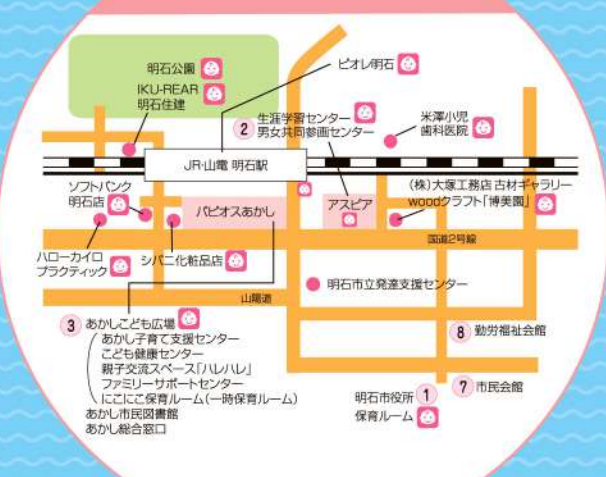 明石公園
IKU-REAR
明石住建
ピオレ明石
② 生涯学習センター
男女共同参画センター
米澤小児
歯科医院
JR・山電 明石駅
ソフトバンク
明石店
パピオスあかし
アスピア
(株)大塚工務店 古材ギャラリー
woodクラフト「博美園」
国道2号線
ハローカイロ
プラクティック
シバニ化粧品店
明石市立発達支援センター
山陽道
③ あかしこども広場
あかし子育て支援センター
こども健康センター
親子交流スペース「ハレハレ」
ファミリーサポートセンター
にこにこ保育ルーム(一時保育ルーム)
あかし市民図書館
あかし総合窓口
⑧ 勤労福祉会館
⑦ 市民会館
明石市役所 ①
保育ルーム